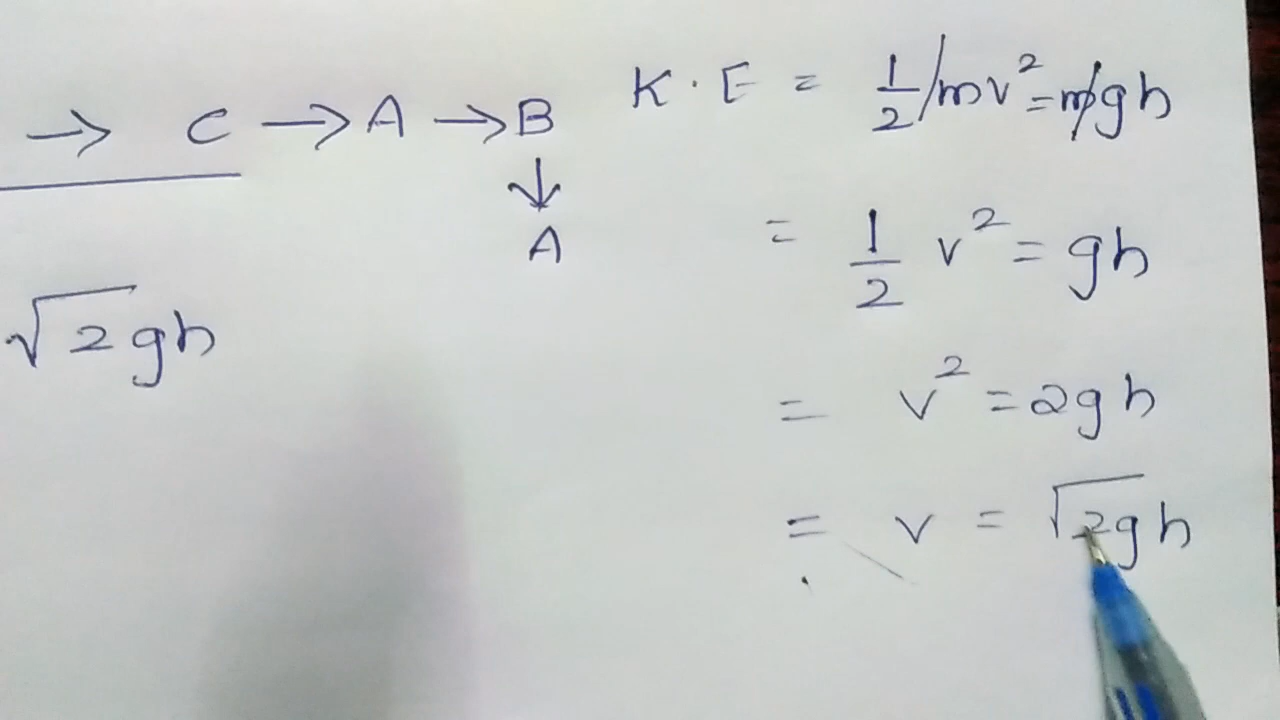 → C → A → B
↓
A
√2gh
K.E = 1/2 mv² = mgh
= 1/2 v² = gh
= v² = 2gh
= v = √2gh